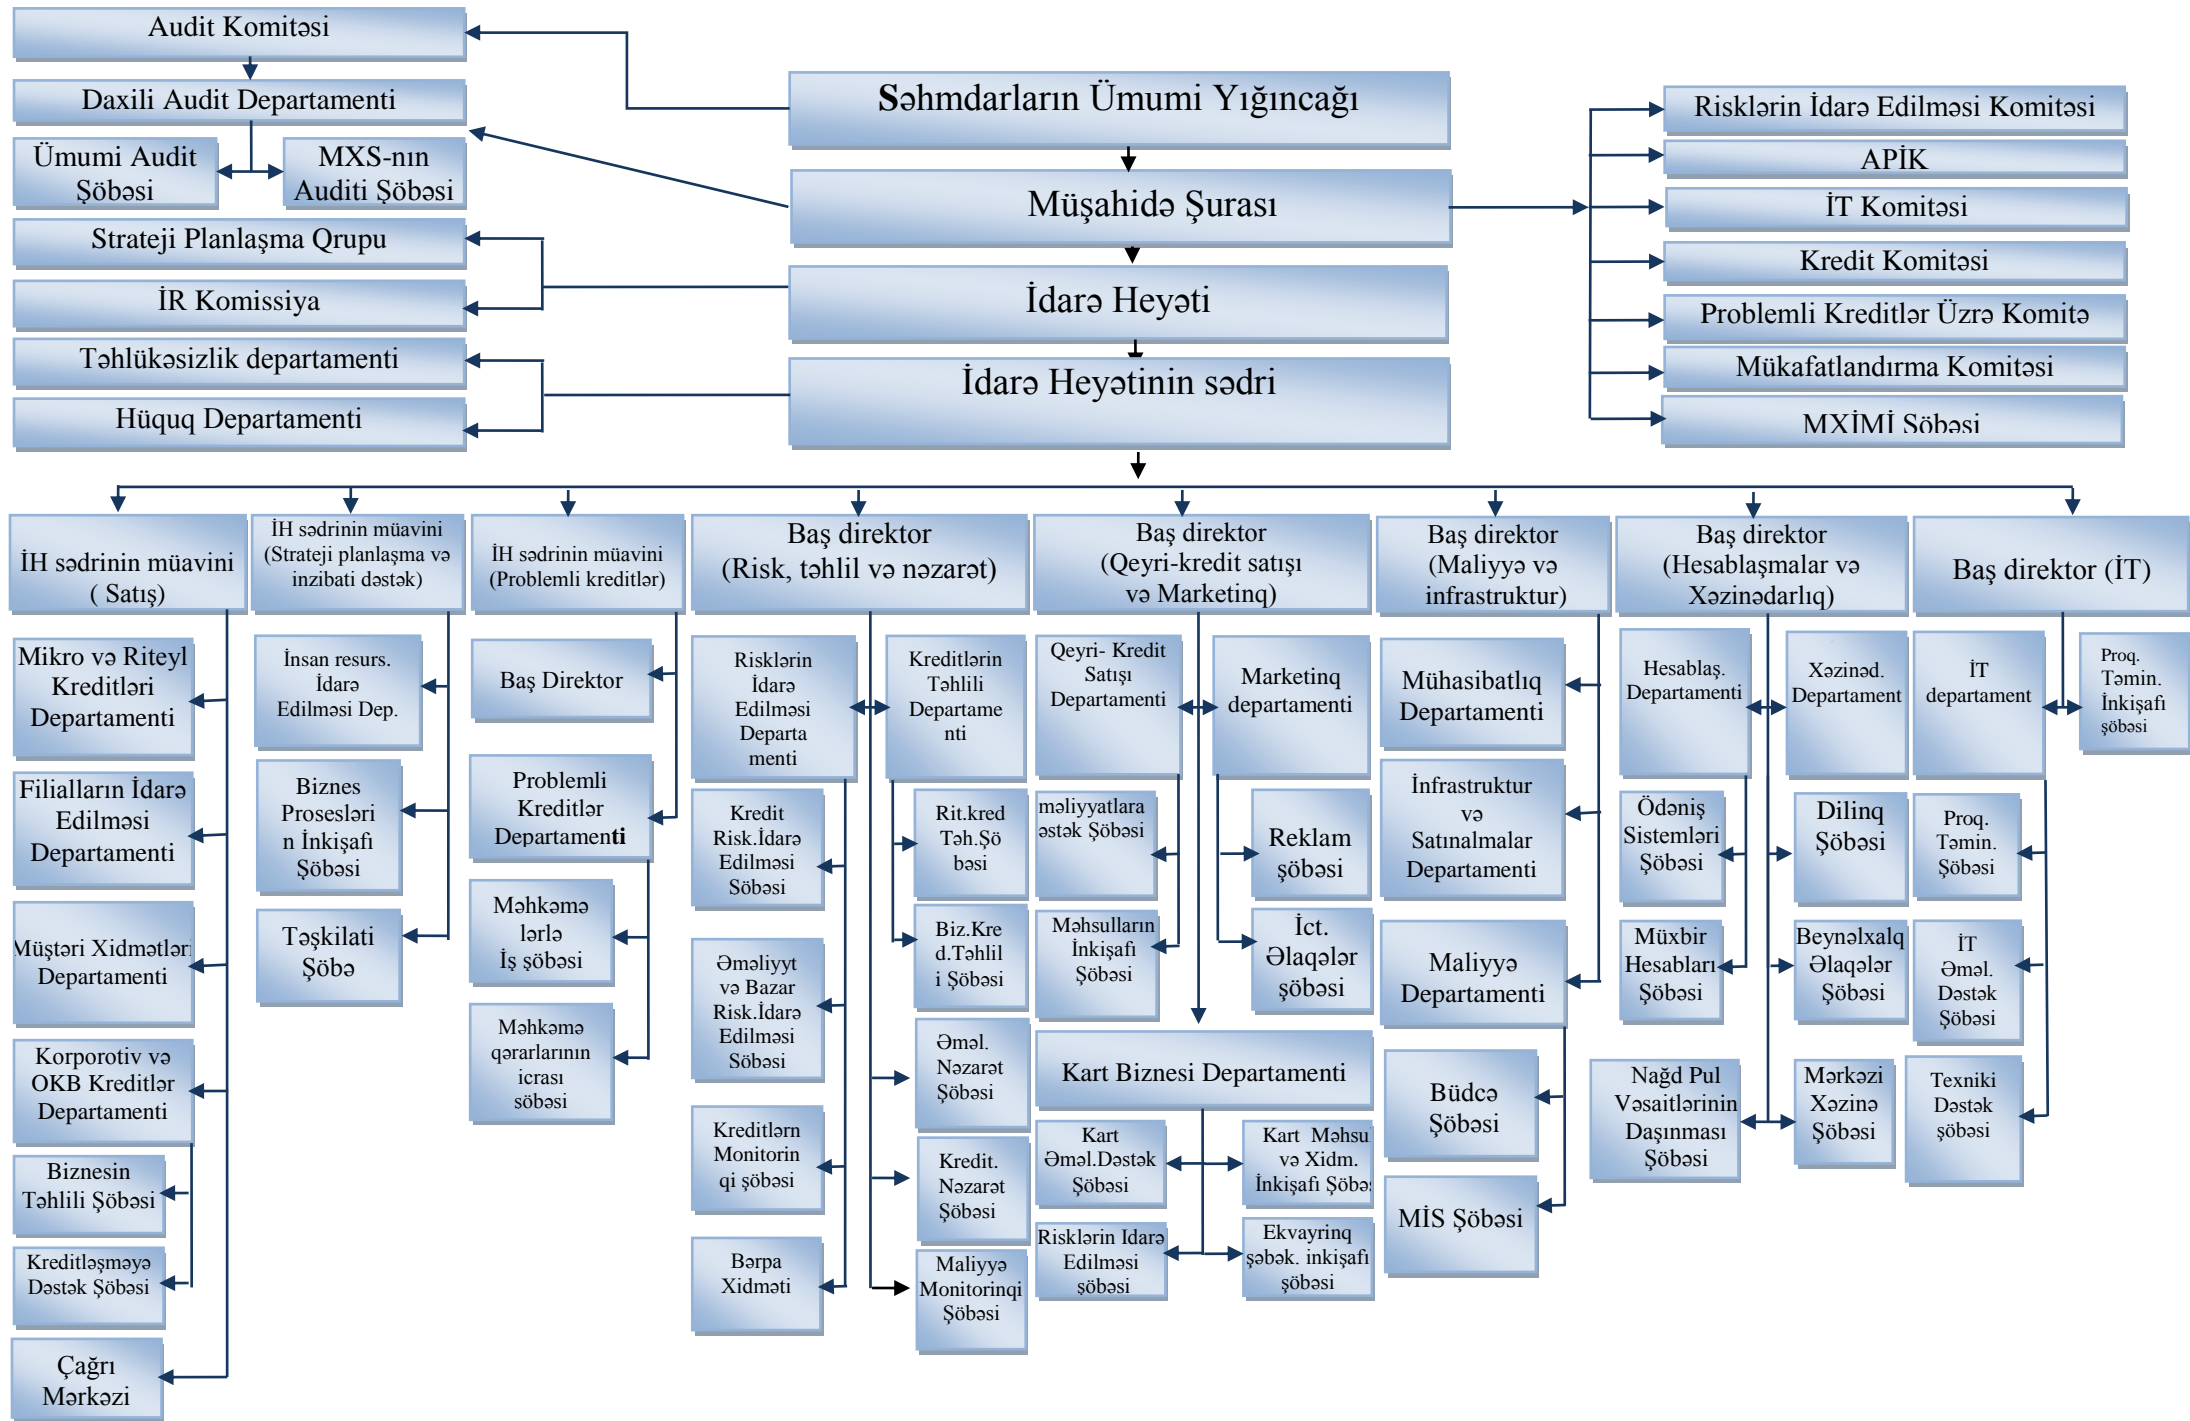 Audit Komitəsi
Daxili Audit Departamenti
Ümumi Audit
Şöbəsi
MXS-nın
Auditi Şöbəsi
Strateji Planlaşma Qrupu
İR Komissiya
Təhlükəsizlik departamenti
Hüquq Departamenti
Səhmdarların Ümumi Yığıncağı
Müşahidə Şurası
İdarə Heyəti
İdarə Heyətinin sədri
Risklərin İdarə Edilməsi Komitəsi
APİK
İT Komitəsi
Kredit Komitəsi
Problemli Kreditlər Üzrə Komitə
Mükafatlandırma Komitəsi
MXİMİ Şöbəsi
İH sədrinin müavini
( Satış)
İH sədrinin müavini
(Strateji planlaşma və
inzibati dəstək)
İH sədrinin müavini
(Problemli kreditlər)
Baş direktor
(Risk, təhlil və nəzarət)
Baş direktor
(Qeyri-kredit satışı
və Marketinq)
Baş direktor
(Maliyyə və
infrastruktur)
Baş direktor
(Hesablaşmalar və
Xəzinədarlıq)
Baş direktor (İT)
Mikro və Riteyl
Kreditləri
Departamenti
Filialların İdarə
Edilməsi
Departamenti
Müştəri Xidmətləri
Departamenti
Korporotiv və
OKB Kreditlər
Departamenti
Biznesin
Təhlili Şöbəsi
Kreditləşməyə
Dəstək Şöbəsi
Çağrı
Mərkəzi
İnsan resurs.
İdarə
Edilməsi Dep.
Biznes
Prosesləri
n İnkişafı
Şöbəsi
Təşkilati
Şöbə
Baş Direktor
Problemli
Kreditlər
Departamenti
Məhkəmə
lərlə
İş şöbəsi
Məhkəmə
qərarlarının
icrası
söbəsi
Risklərin
İdarə
Edilməsi
Departa
menti
Kredit
Risk.İdarə
Edilməsi
Söbəsi
Əməliyyt
və Bazar
Risk.İdarə
Edilməsi
Söbəsi
Kreditlərn
Monitorin
qi şöbəsi
Bərpa
Xidməti
Kreditlərin
Təhlili
Departame
nti
Rit.kred
Təh.Şö
bəsi
Biz.Kre
d.Təhlil
i Şöbəsi
Əməl.
Nəzarət
Şöbəsi
Kredit.
Nəzarət
Şöbəsi
Maliyyə
Monitorinqi
Şöbəsi
Qeyri- Kredit
Satışı
Departamenti
məliyyatlara
əstək Şöbəsi
Məhsulların
İnkişafı
Şöbəsi
Marketinq
departamenti
Reklam
şöbəsi
İct.
Əlaqələr
şöbəsi
Kart Biznesi Departamenti
Kart
Əməl.Dəstək
Şöbəsi
Kart Məhsul
və Xidm.
İnkişafı Şöbəs
Risklərin Idarə
Edilməsi
şöbəsi
Ekvayrinq
şəbək. inkişafı
şöbəsi
Mühasibatlıq
Departamenti
İnfrastruktur
və
Satınalmalar
Departamenti
Maliyyə
Departamenti
Büdcə
Şöbəsi
MİS Şöbəsi
Hesablaş.
Departamenti
Ödəniş
Sistemləri
Şöbəsi
Müxbir
Hesabları
Şöbəsi
Nağd Pul
Vəsaitlərinin
Daşınması
Şöbəsi
Xəzinəd.
Department
Dilinq
Şöbəsi
Beynəlxalq
Əlaqələr
Şöbəsi
Mərkəzi
Xəzinə
Şöbəsi
İT
departament
Proq.
Təmin.
İnkişafı
şöbəsi
Proq.
Təmin.
Şöbəsi
İT
Əməl.
Dəstək
Şöbəsi
Texniki
Dəstək
şöbəsi